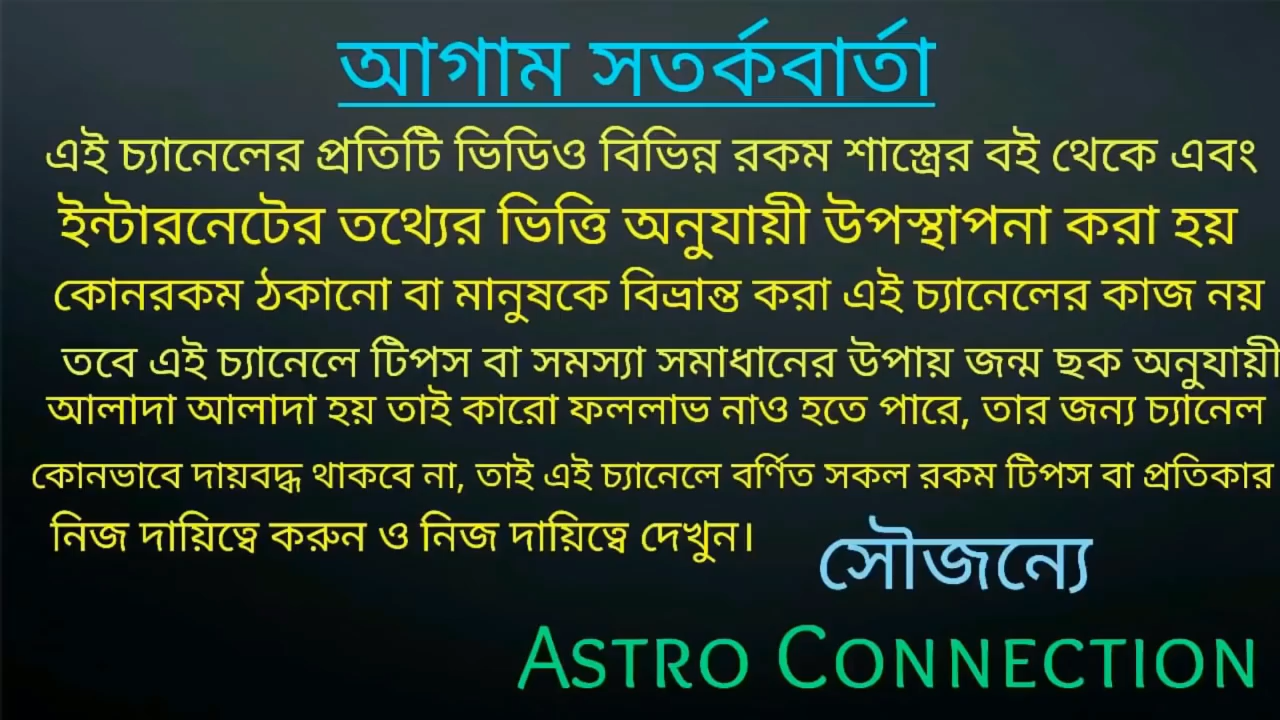 আগাম সতর্কবার্তা
এই চ্যানেলের প্রতিটি ভিডিও বিভিন্ন রকম শাস্ত্রের বই থেকে এবং
ইন্টারনেটের তথ্যের ভিত্তি অনুযায়ী উপস্থাপনা করা হয়
কোনরকম ঠকানো বা মানুষকে বিভ্রান্ত করা এই চ্যানেলের কাজ নয়
তবে এই চ্যানেলে টিপস বা সমস্যা সমাধানের উপায় জন্ম ছক অনুযায়ী
আলাদা আলাদা হয় তাই কারো ফললাভ নাও হতে পারে, তার জন্য চ্যানেল
কোনভাবে দায়বদ্ধ থাকবে না, তাই এই চ্যানেলে বর্ণিত সকল রকম টিপস বা প্রতিকার
নিজ দায়িত্বে করুন ও নিজ দায়িত্বে দেখুন।
সৌজন্যে
ASTRO CONNECTION